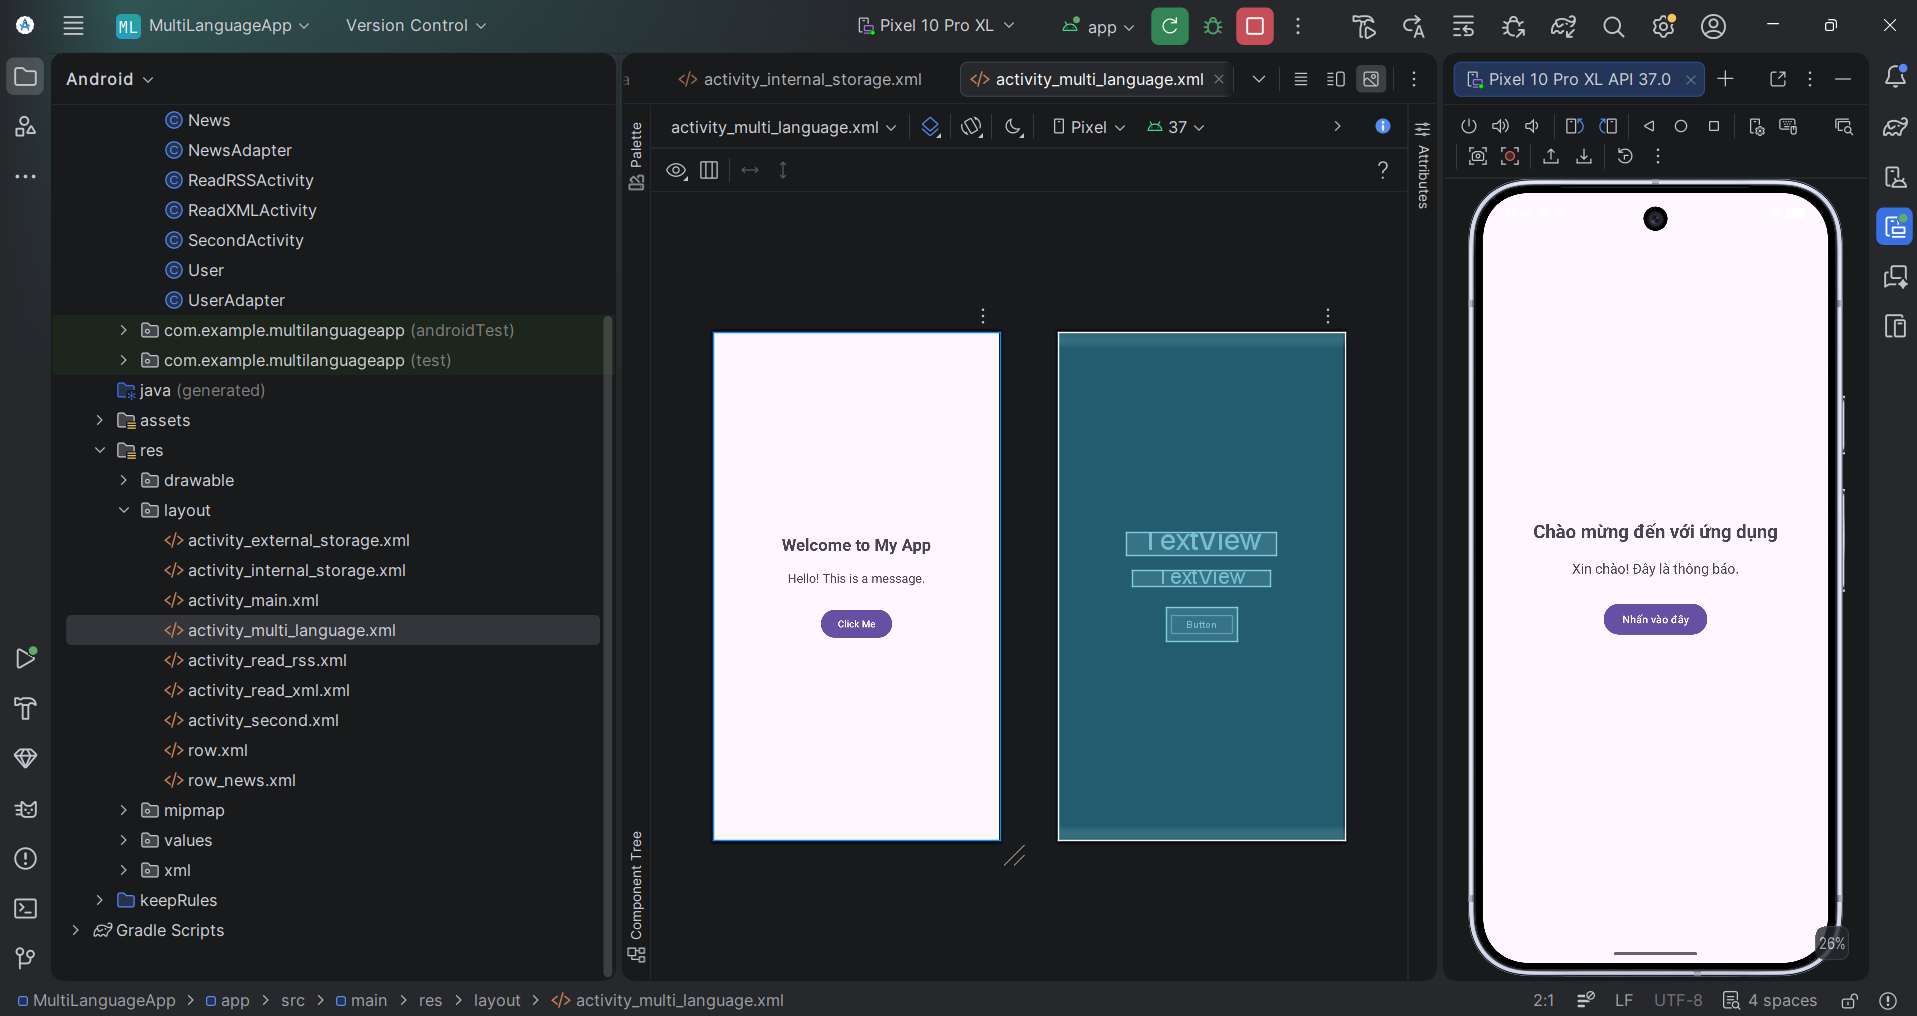 ML MultiLanguageApp Version Control Pixel 10 Pro XL app
Android
News
NewsAdapter
ReadRSSActivity
ReadXMLActivity
SecondActivity
User
UserAdapter
com.example.multilanguageapp (androidTest)
com.example.multilanguageapp (test)
java (generated)
assets
res
drawable
layout
activity_external_storage.xml
activity_internal_storage.xml
activity_main.xml
activity_multi_language.xml
activity_read_rss.xml
activity_read_xml.xml
activity_second.xml
row.xml
row_news.xml
mipmap
values
xml
keepRules
Gradle Scripts
activity_internal_storage.xml activity_multi_language.xml
Palette
activity_multi_language.xml Pixel 37
Attributes
Welcome to My App
Hello! This is a message.
Click Me
TextView
TextView
Button
Component Tree
Pixel 10 Pro XL API 37.0
Chào mừng đến với ứng dụng
Xin chào! Đây là thông báo.
Nhấn vào đây
26%
MultiLanguageApp > app > src > main > res > layout > activity_multi_language.xml
2:1 LF UTF-8 4 spaces